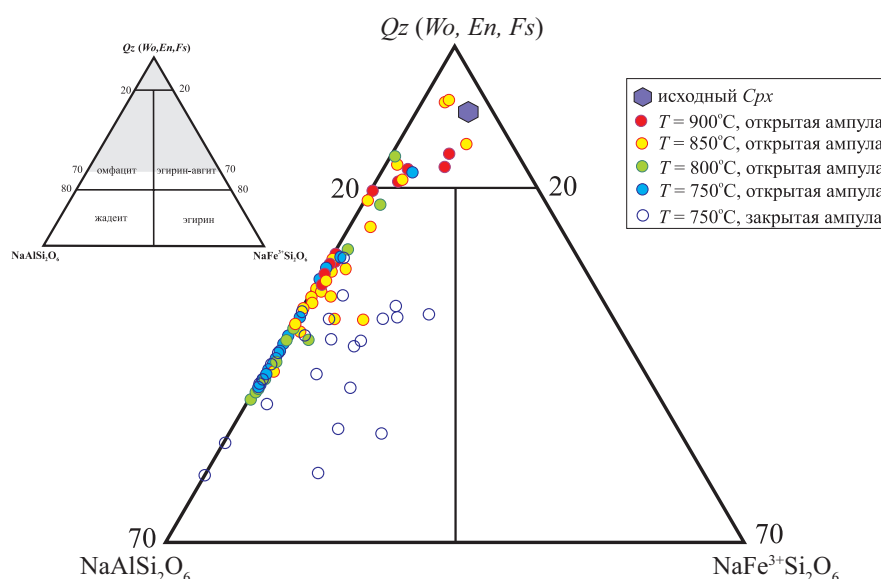 Qz (Wo, En, Fs)
20
20
70
70
омфацит
эгирин-авгит
80
80
жадеит
эгирин
NaAlSi₂O₆
NaFe³⁺Si₂O₆
Qz (Wo, En, Fs)
20
20
70
70
NaAlSi₂O₆
NaFe³⁺Si₂O₆
исходный Cpx
T = 900°C, открытая ампула
T = 850°C, открытая ампула
T = 800°C, открытая ампула
T = 750°C, открытая ампула
T = 750°C, закрытая ампула